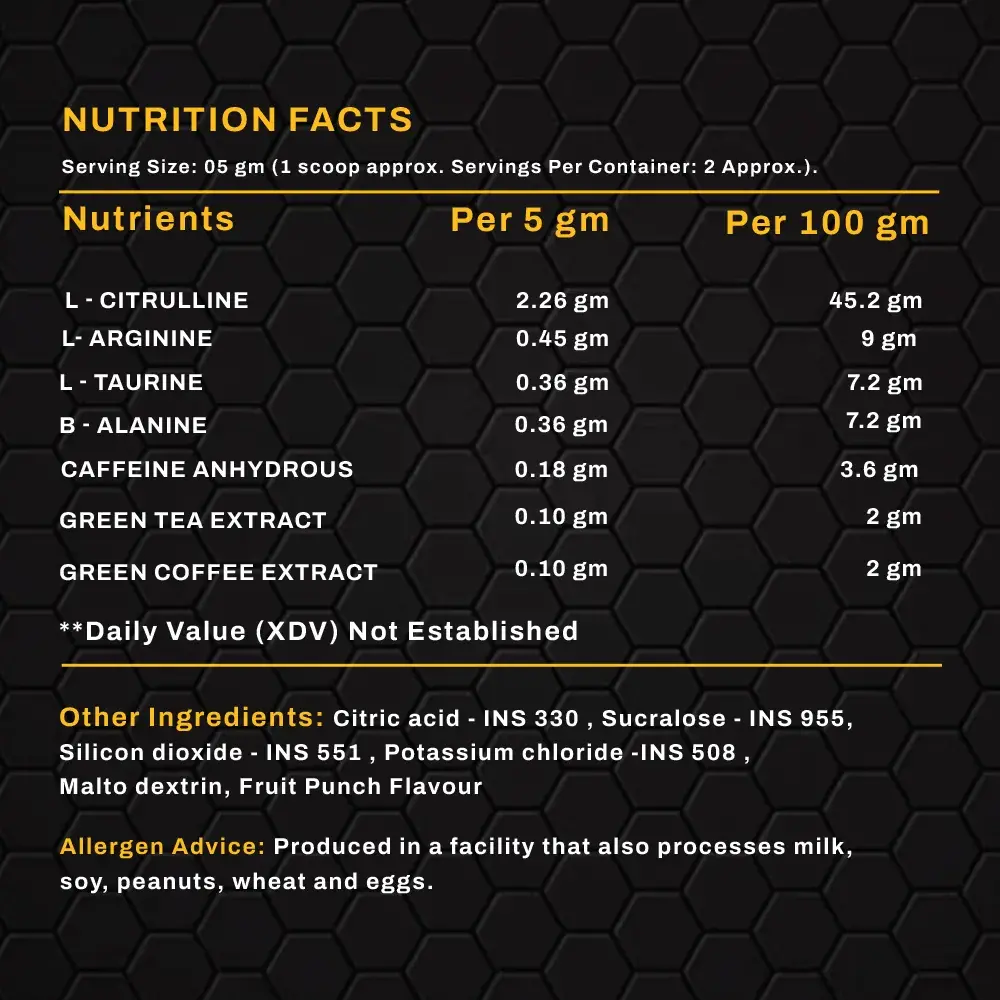 NUTRITION FACTS
Serving Size: 05 gm (1 scoop approx. Servings Per Container: 2 Approx.).
Nutrients Per 5 gm Per 100 gm
L - CITRULLINE 2.26 gm 45.2 gm
L- ARGININE 0.45 gm 9 gm
L - TAURINE 0.36 gm 7.2 gm
B - ALANINE 0.36 gm 7.2 gm
CAFFEINE ANHYDROUS 0.18 gm 3.6 gm
GREEN TEA EXTRACT 0.10 gm 2 gm
GREEN COFFEE EXTRACT 0.10 gm 2 gm
**Daily Value (XDV) Not Established
Other Ingredients: Citric acid - INS 330 , Sucralose - INS 955,
Silicon dioxide - INS 551 , Potassium chloride -INS 508 ,
Malto dextrin, Fruit Punch Flavour
Allergen Advice: Produced in a facility that also processes milk,
soy, peanuts, wheat and eggs.